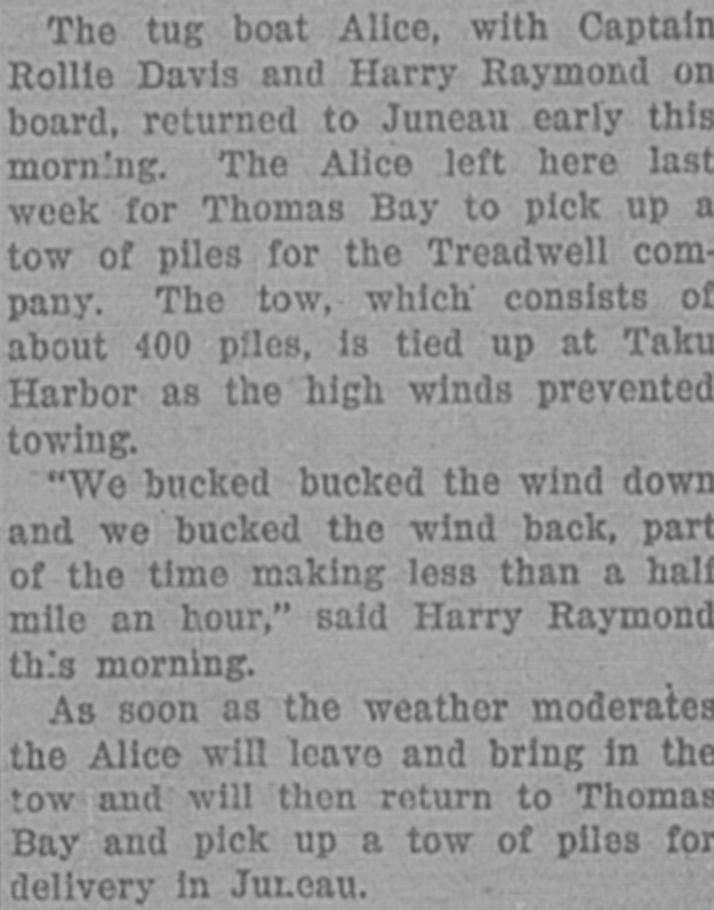 The tug boat Alice, with Captain
Rollie Davis and Harry Raymond on
board, returned to Juneau early this
morning. The Alice left here last
week for Thomas Bay to pick up a
tow of piles for the Treadwell com-
pany. The tow, which consists of
about 400 piles, is tied up at Taku
Harbor as the high winds prevented
towing.
"We bucked bucked the wind down
and we bucked the wind back, part
of the time making less than a half
mile an hour," said Harry Raymond
this morning.
As soon as the weather moderates
the Alice will leave and bring in the
tow and will then return to Thomas
Bay and pick up a tow of piles for
delivery in Juneau.